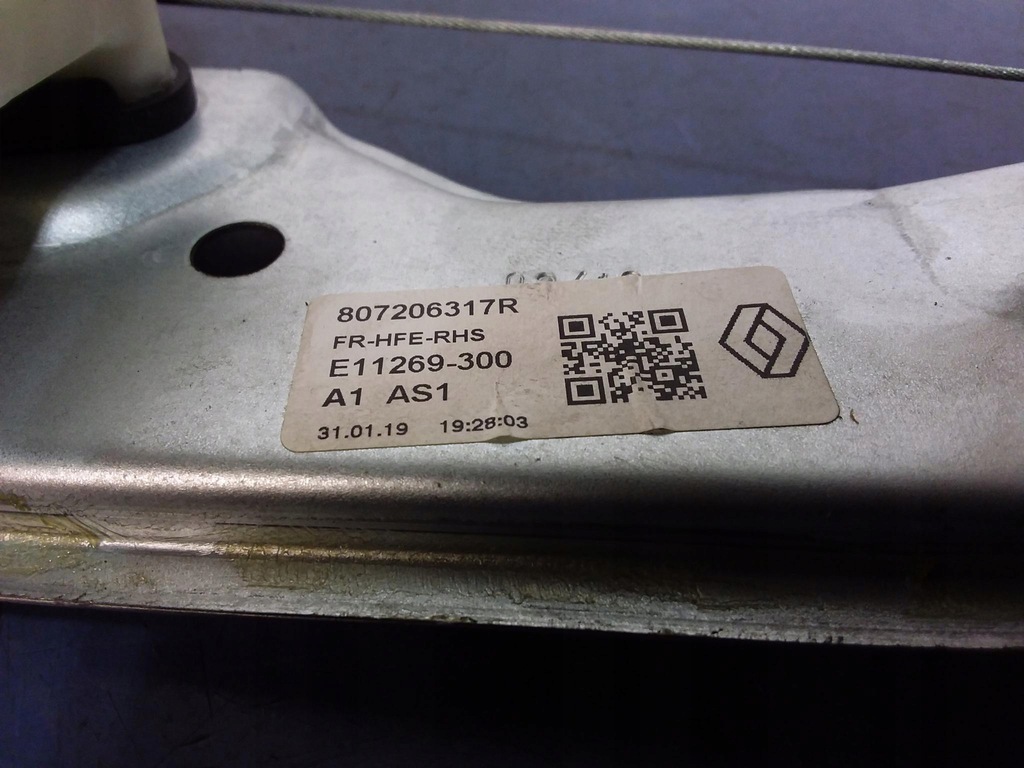 807206317R
FR-HFE-RHS
E11269-300
A1 AS1
31.01.19 19:28:03